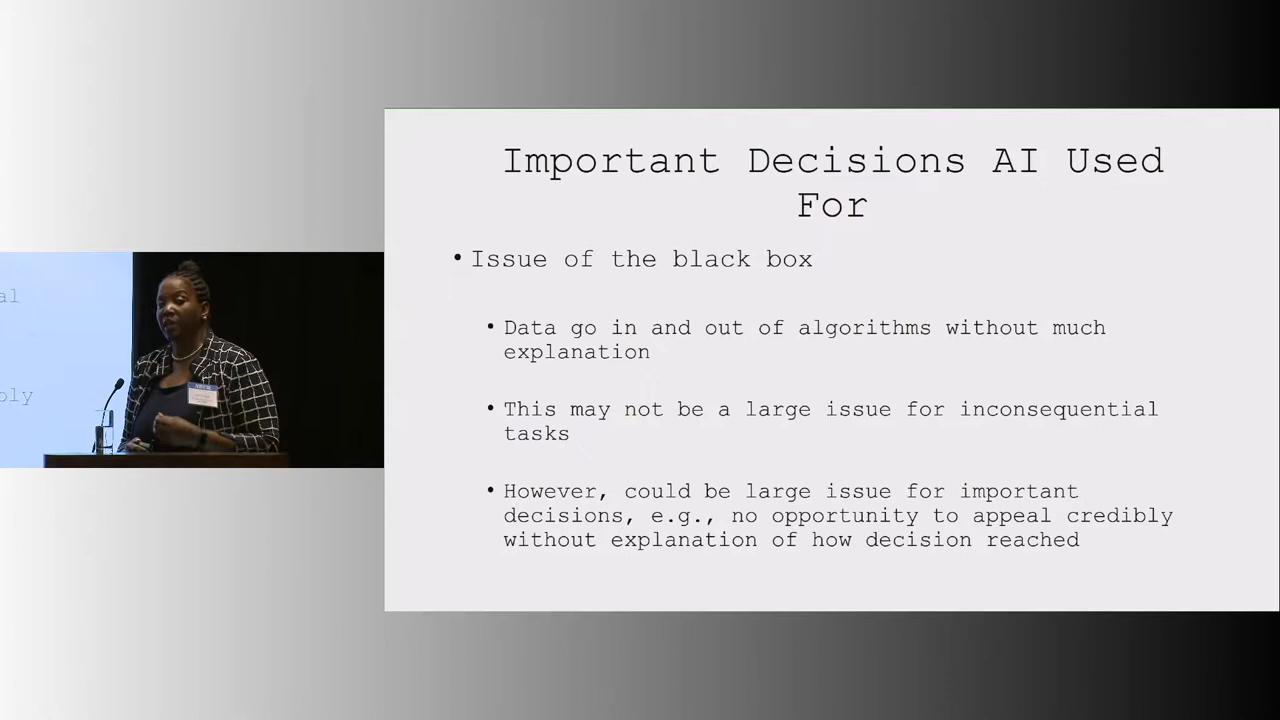 Important Decisions AI Used
For
• Issue of the black box
• Data go in and out of algorithms without much
explanation
• This may not be a large issue for inconsequential
tasks
• However, could be large issue for important
decisions, e.g., no opportunity to appeal credibly
without explanation of how decision reached
al
ply